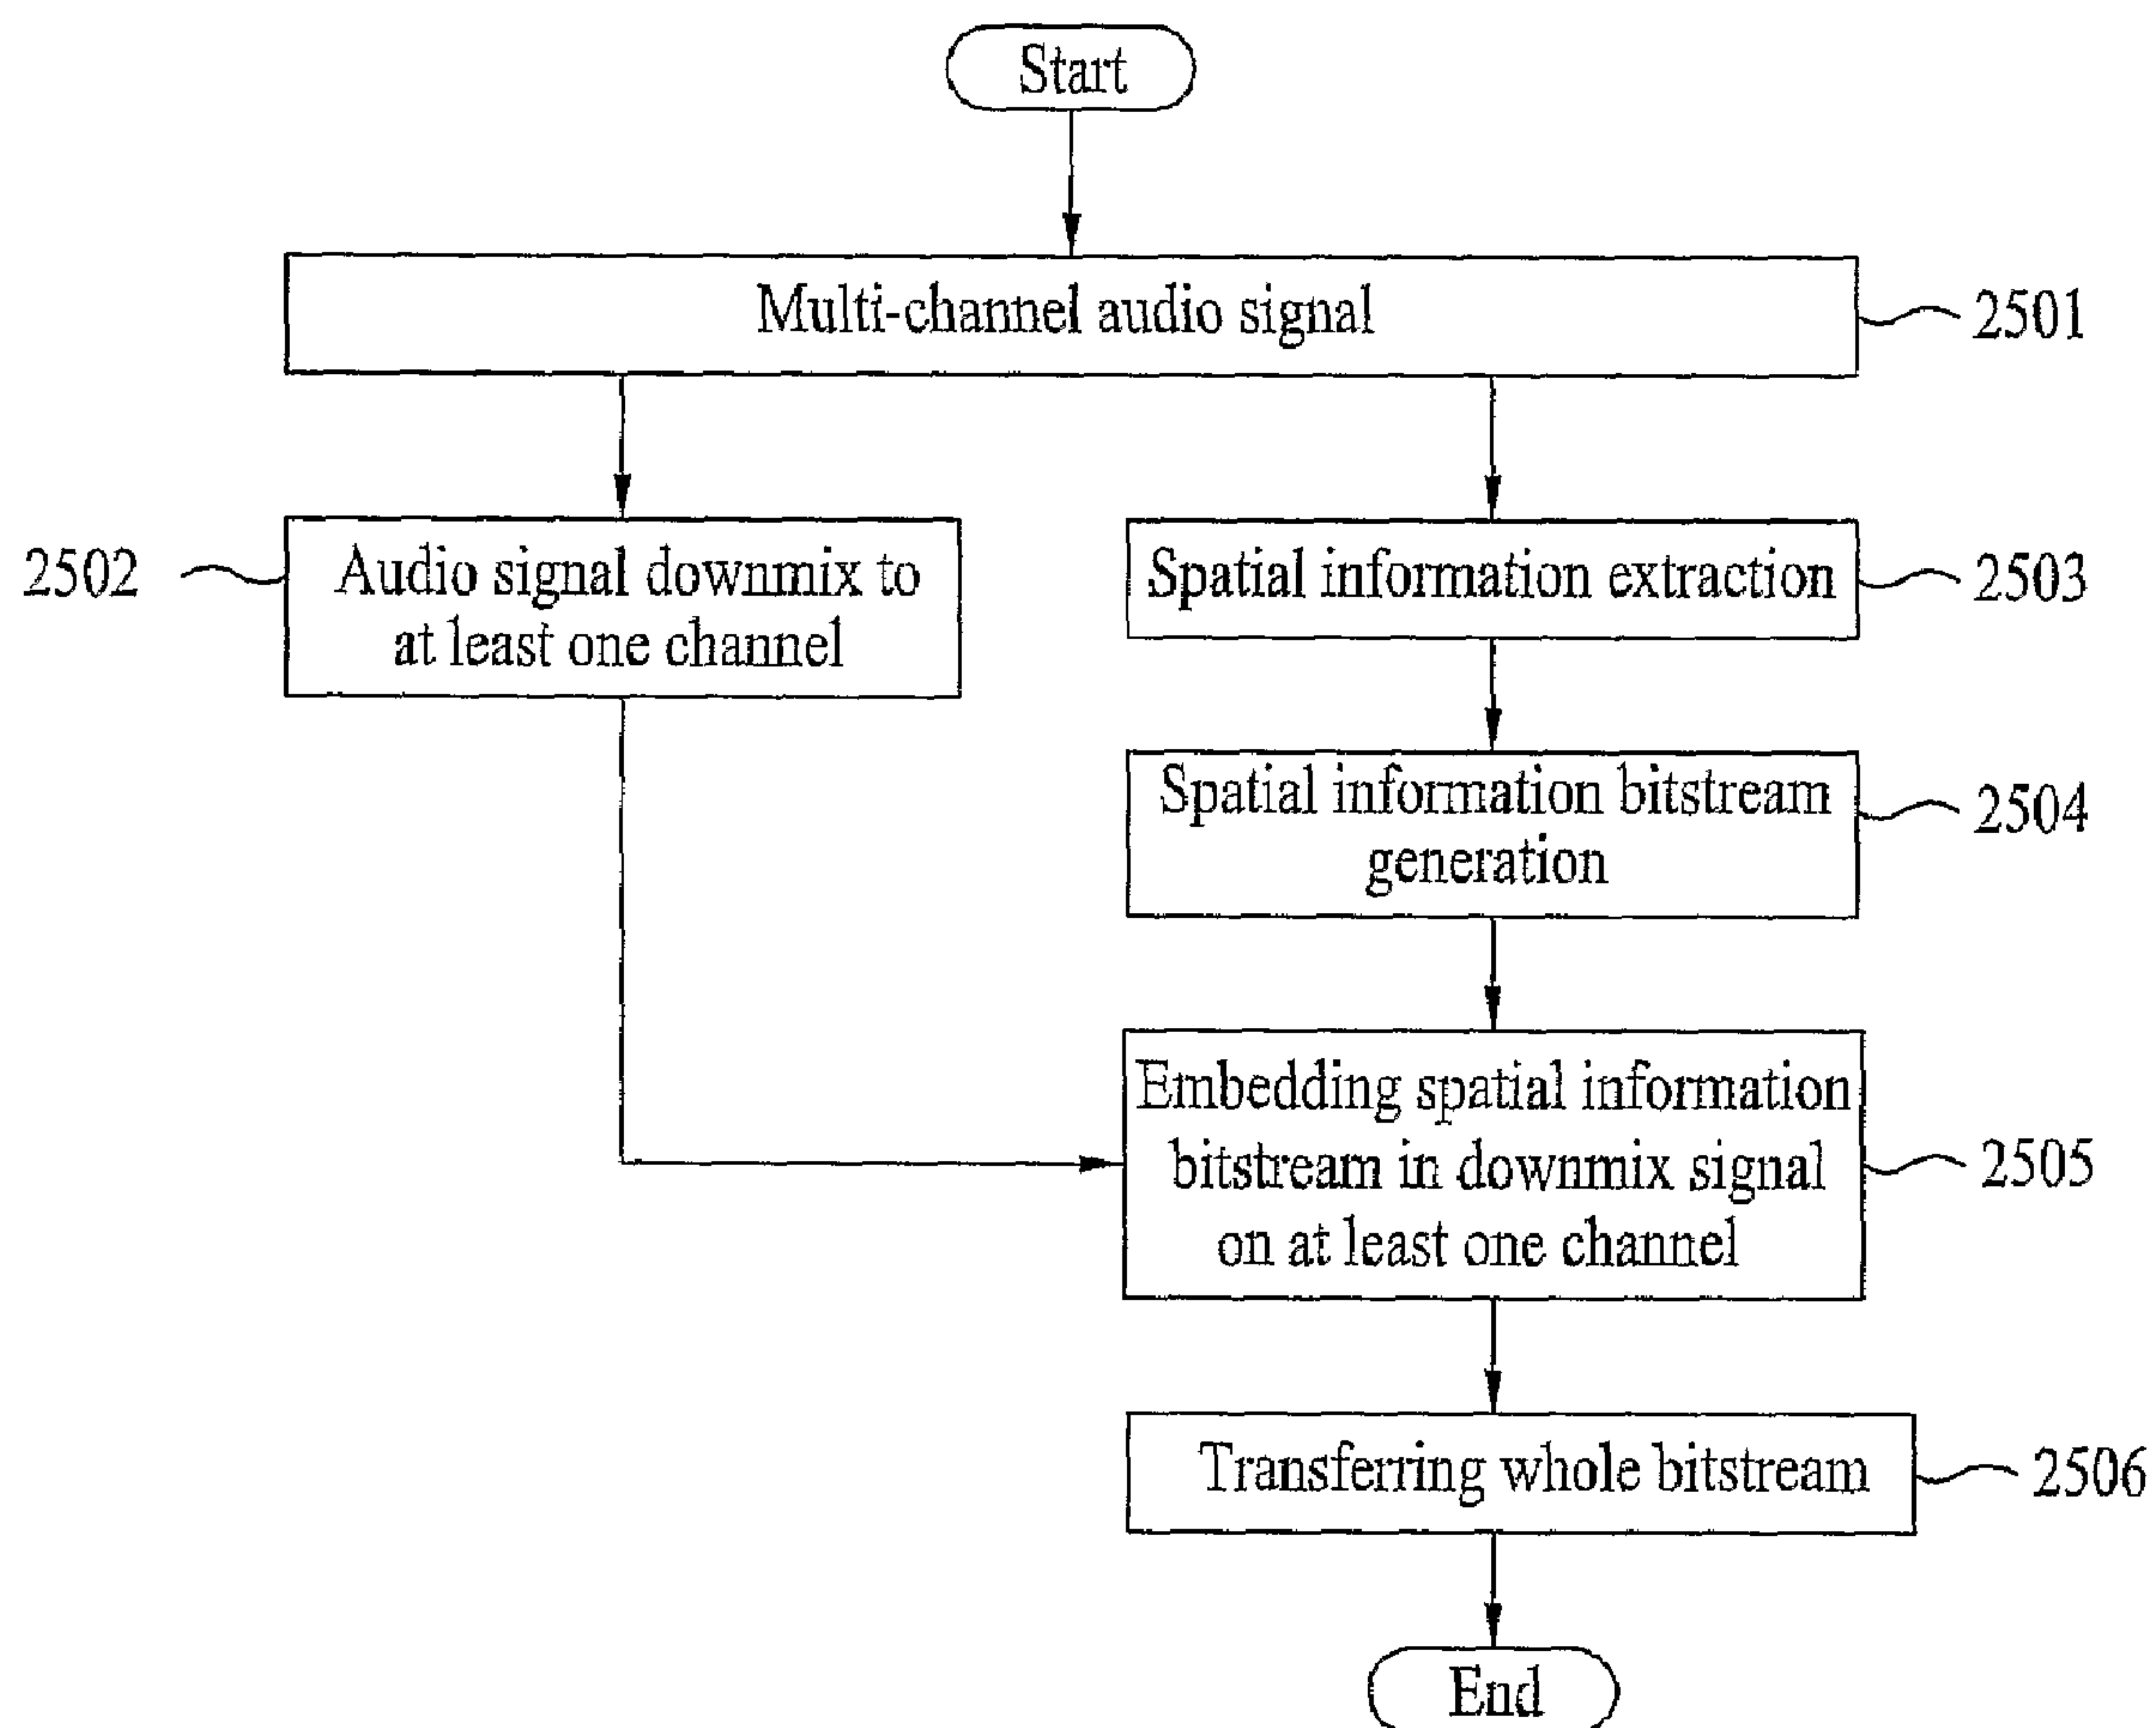 Start
Multi-channel audio signal
2501
2502
Audio signal downmix to
at least one channel
Spatial information extraction
2503
Spatial information bitstream
generation
2504
Embedding spatial information
bitstream in downmix signal
on at least one channel
2505
Transferring whole bitstream
2506
End